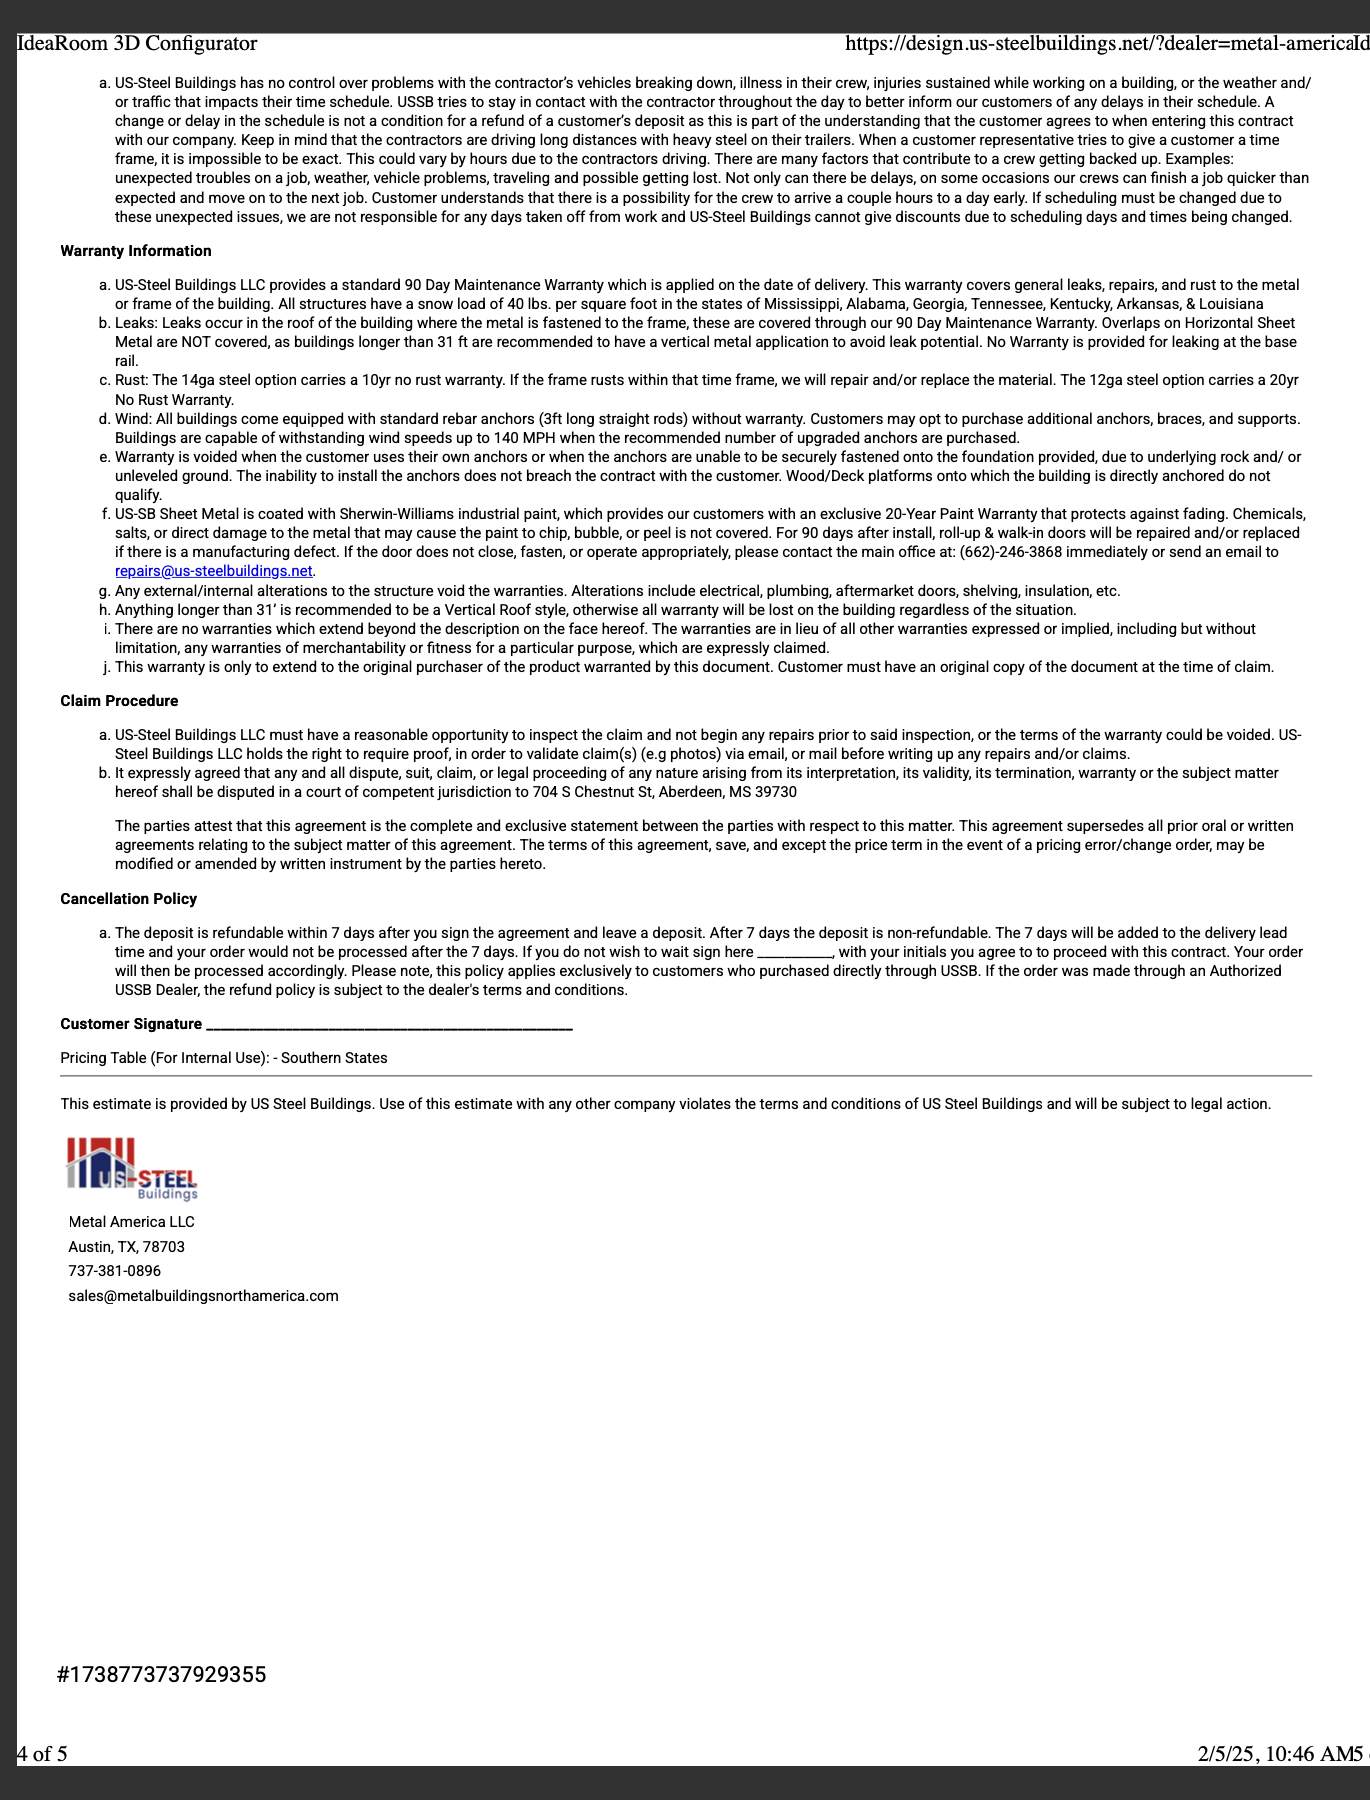 IdeaRoom 3D Configurator https://design.us-steelbuildings.net/?dealer=metal-americaId
a. US-Steel Buildings has no control over problems with the contractor's vehicles breaking down, illness in their crew, injuries sustained while working on a building, or the weather and/
or traffic that impacts their time schedule. USSB tries to stay in contact with the contractor throughout the day to better inform our customers of any delays in their schedule. A
change or delay in the schedule is not a condition for a refund of a customer's deposit as this is part of the understanding that the customer agrees to when entering this contract
with our company. Keep in mind that the contractors are driving long distances with heavy steel on their trailers. When a customer representative tries to give a customer a time
frame, it is impossible to be exact. This could vary by hours due to the contractors driving. There are many factors that contribute to a crew getting backed up. Examples:
unexpected troubles on a job, weather, vehicle problems, traveling and possible getting lost. Not only can there be delays, on some occasions our crews can finish a job quicker than
expected and move on to the next job. Customer understands that there is a possibility for the crew to arrive a couple hours to a day early. If scheduling must be changed due to
these unexpected issues, we are not responsible for any days taken off from work and US-Steel Buildings cannot give discounts due to scheduling days and times being changed.
Warranty Information
a. US-Steel Buildings LLC provides a standard 90 Day Maintenance Warranty which is applied on the date of delivery. This warranty covers general leaks, repairs, and rust to the metal
or frame of the building. All structures have a snow load of 40 lbs. per square foot in the states of Mississippi, Alabama, Georgia, Tennessee, Kentucky, Arkansas, & Louisiana
b. Leaks: Leaks occur in the roof of the building where the metal is fastened to the frame, these are covered through our 90 Day Maintenance Warranty. Overlaps on Horizontal Sheet
Metal are NOT covered, as buildings longer than 31 ft are recommended to have a vertical metal application to avoid leak potential. No Warranty is provided for leaking at the base
rail.
c. Rust: The 14ga steel option carries a 10yr no rust warranty. If the frame rusts within that time frame, we will repair and/or replace the material. The 12ga steel option carries a 20yr
No Rust Warranty.
d. Wind: All buildings come equipped with standard rebar anchors (3ft long straight rods) without warranty. Customers may opt to purchase additional anchors, braces, and supports.
Buildings are capable of withstanding wind speeds up to 140 MPH when the recommended number of upgraded anchors are purchased.
e. Warranty is voided when the customer uses their own anchors or when the anchors are unable to be securely fastened onto the foundation provided, due to underlying rock and/ or
unleveled ground. The inability to install the anchors does not breach the contract with the customer. Wood/Deck platforms onto which the building is directly anchored do not
qualify.
f. US-SB Sheet Metal is coated with Sherwin-Williams industrial paint, which provides our customers with an exclusive 20-Year Paint Warranty that protects against fading. Chemicals,
salts, or direct damage to the metal that may cause the paint to chip, bubble, or peel is not covered. For 90 days after install, roll-up & walk-in doors will be repaired and/or replaced
if there is a manufacturing defect. If the door does not close, fasten, or operate appropriately, please contact the main office at: (662)-246-3868 immediately or send an email to
repairs@us-steelbuildings.net.
g. Any external/internal alterations to the structure void the warranties. Alterations include electrical, plumbing, aftermarket doors, shelving, insulation, etc.
h. Anything longer than 31' is recommended to be a Vertical Roof style, otherwise all warranty will be lost on the building regardless of the situation.
i. There are no warranties which extend beyond the description on the face hereof. The warranties are in lieu of all other warranties expressed or implied, including but without
limitation, any warranties of merchantability or fitness for a particular purpose, which are expressly claimed.
j. This warranty is only to extend to the original purchaser of the product warranted by this document. Customer must have an original copy of the document at the time of claim.
Claim Procedure
a. US-Steel Buildings LLC must have a reasonable opportunity to inspect the claim and not begin any repairs prior to said inspection, or the terms of the warranty could be voided. US-
Steel Buildings LLC holds the right to require proof, in order to validate claim(s) (e.g photos) via email, or mail before writing up any repairs and/or claims.
b. It expressly agreed that any and all dispute, suit, claim, or legal proceeding of any nature arising from its interpretation, its validity, its termination, warranty or the subject matter
hereof shall be disputed in a court of competent jurisdiction to 704 S Chestnut St, Aberdeen, MS 39730
The parties attest that this agreement is the complete and exclusive statement between the parties with respect to this matter. This agreement supersedes all prior oral or written
agreements relating to the subject matter of this agreement. The terms of this agreement, save, and except the price term in the event of a pricing error/change order, may be
modified or amended by written instrument by the parties hereto.
Cancellation Policy
a. The deposit is refundable within 7 days after you sign the agreement and leave a deposit. After 7 days the deposit is non-refundable. The 7 days will be added to the delivery lead
time and your order would not be processed after the 7 days. If you do not wish to wait sign here __________, with your initials you agree to to proceed with this contract. Your order
will then be processed accordingly. Please note, this policy applies exclusively to customers who purchased directly through USSB. If the order was made through an Authorized
USSB Dealer, the refund policy is subject to the dealer's terms and conditions.
Customer Signature ______________________________________________
Pricing Table (For Internal Use): - Southern States
This estimate is provided by US Steel Buildings. Use of this estimate with any other company violates the terms and conditions of US Steel Buildings and will be subject to legal action.
US-STEEL
Buildings
Metal America LLC
Austin, TX, 78703
737-381-0896
sales@metalbuildingsnorthamerica.com
#1738773737929355
4 of 5 2/5/25, 10:46 AM5